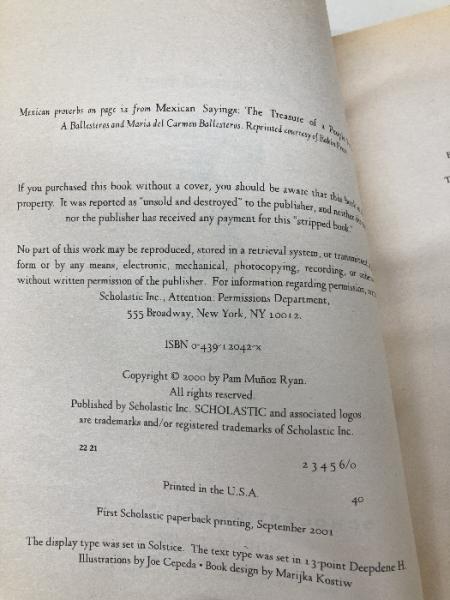 Mexican proverbs on page ix from Mexican Sayings: The Treasure of a People
A Ballesteros and Maria del Carmen Ballesteros. Reprinted courtesy of Eakin Press
If you purchased this book without a cover, you should be aware that this book
property. It was reported as "unsold and destroyed" to the publisher, and neither
nor the publisher has received any payment for this "stripped book."
No part of this work may be reproduced, stored in a retrieval system, or transmitted
form or by any means, electronic, mechanical, photocopying, recording, or
without written permission of the publisher. For information regarding permission,
Scholastic Inc., Attention: Permissions Department,
555 Broadway, New York, NY 10012.
ISBN 0-439-12042-x
Copyright © 2000 by Pam Muñoz Ryan.
All rights reserved.
Published by Scholastic Inc. SCHOLASTIC and associated logos
are trademarks and/or registered trademarks of Scholastic Inc.
22 21
2 3 4 5 6/0
Printed in the U.S.A.
40
First Scholastic paperback printing, September 2001
The display type was set in Solstice. The text type was set in 13-point Deepdene H.
Illustrations by Joe Cepeda • Book design by Marijka Kostiw